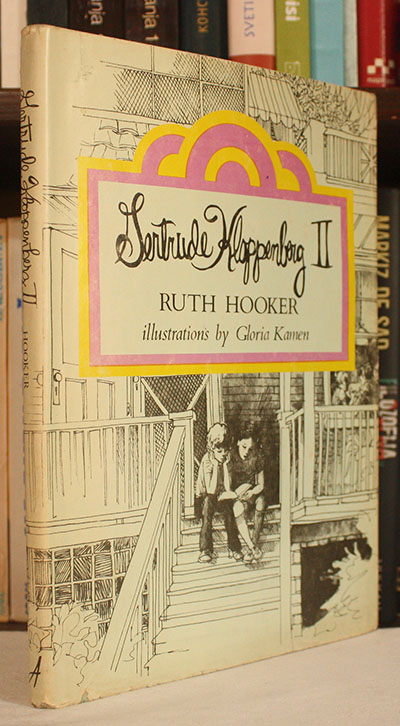 Gertrude Kloppenberg II
RUTH HOOKER
illustrations by Gloria Kamen
Gertrude Kloppenberg II
HOOKER
A
MARKIZ DE SAD